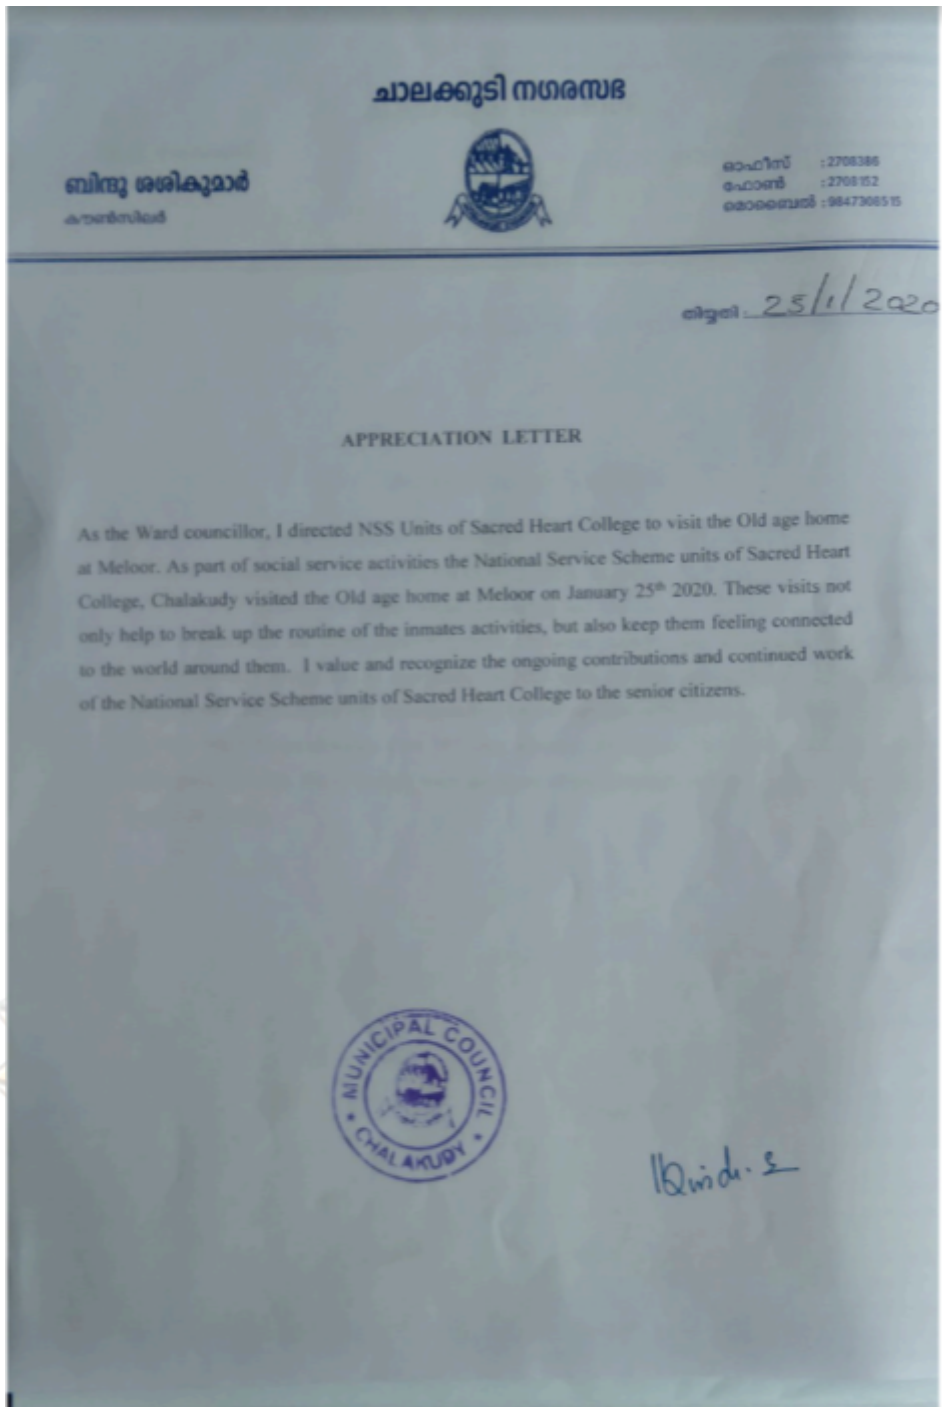 ചാലക്കുടി നഗരസഭ
ബിന്ദു ശശികുമാർ
കൗൺസിലർ
ഓഫീസ് : 2708386
ഫോൺ : 2708152
മൊബൈൽ : 9847308515
തിയ്യതി : 25/1/2020
APPRECIATION LETTER
As the Ward councillor, I directed NSS Units of Sacred Heart College to visit the Old age home
at Meloor. As part of social service activities the National Service Scheme units of Sacred Heart
College, Chalakudy visited the Old age home at Meloor on January 25th 2020. These visits not
only help to break up the routine of the inmates activities, but also keep them feeling connected
to the world around them. I value and recognize the ongoing contributions and continued work
of the National Service Scheme units of Sacred Heart College to the senior citizens.
MUNICIPAL COUNCIL
CHALAKUDY
Bindu. S